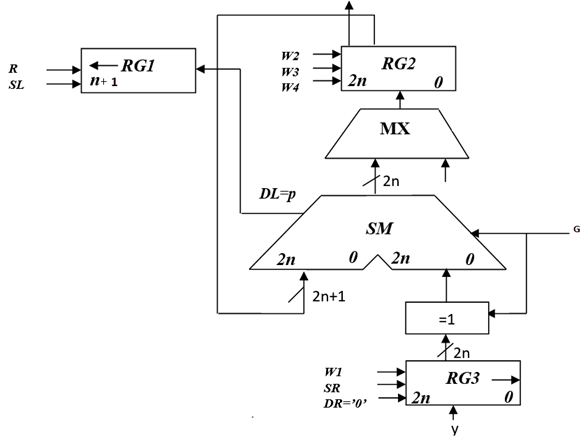 R
SL
RG1
n+ 1
W2
W3
W4
RG2
2n 0
MX
2n
DL=p
SM
2n 0 2n 0
G
2n+1
=1
2n
W1
SR
DR='0'
RG3
2n 0
y